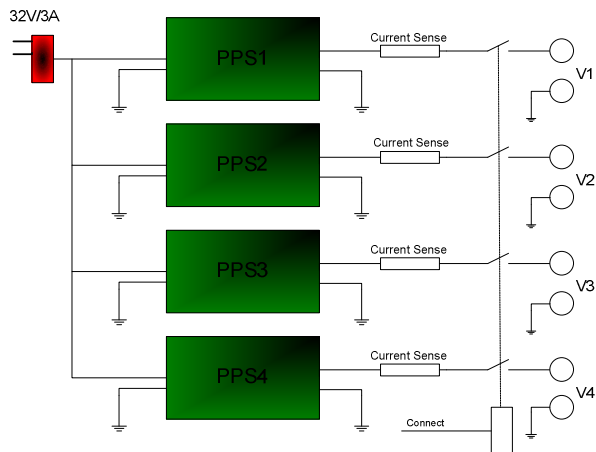 32V/3A
PPS1
Current Sense
V1
PPS2
Current Sense
V2
PPS3
Current Sense
V3
PPS4
Current Sense
V4
Connect